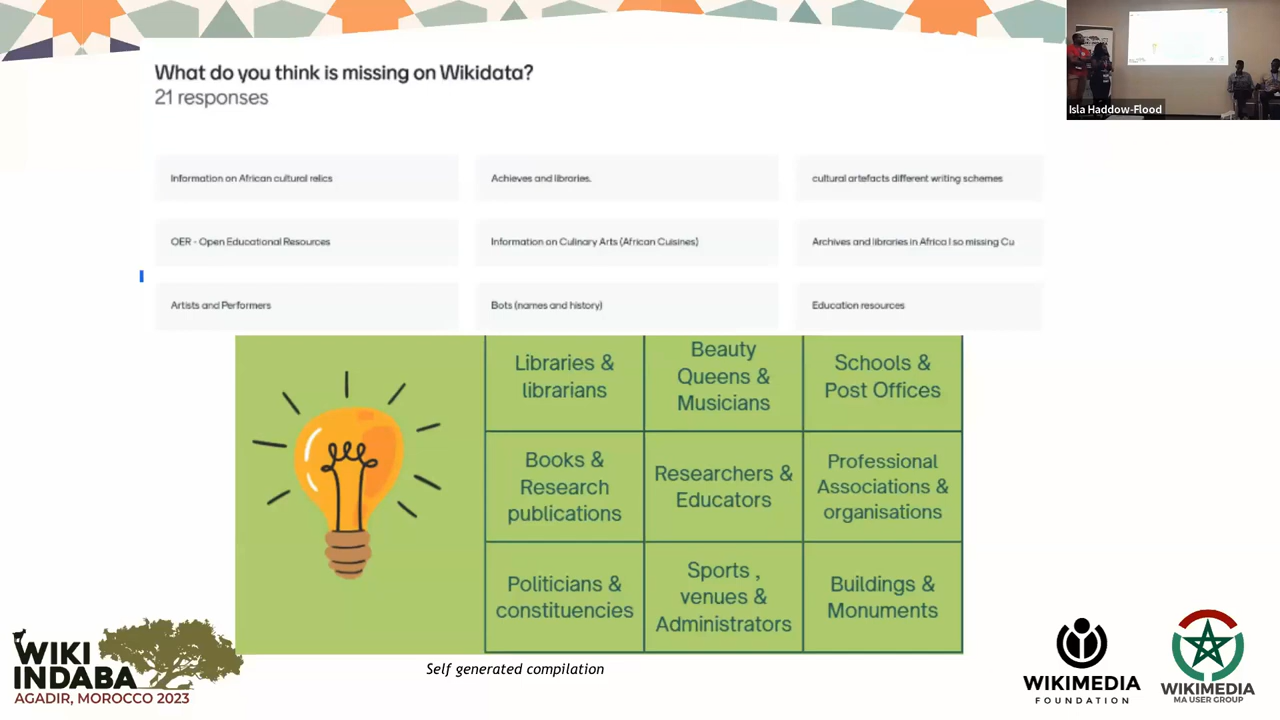 What do you think is missing on Wikidata?
21 responses
Isla Haddow-Flood
Information on African cultural relics
Achieves and libraries.
cultural artefacts different writing schemes
OER - Open Educational Resources
Information on Culinary Arts (African Cuisines)
Archives and libraries in Africa I so missing Cu
Artists and Performers
Bots (names and history)
Education resources
Libraries &
librarians
Beauty
Queens &
Musicians
Schools &
Post Offices
Books &
Research
publications
Researchers &
Educators
Professional
Associations &
organisations
Politicians &
constituencies
Sports ,
venues &
Administrators
Buildings &
Monuments
Self generated compilation
WIKI
INDABA
AGADIR, MOROCCO 2023
WIKIMEDIA
FOUNDATION
WIKIMEDIA
MA USER GROUP